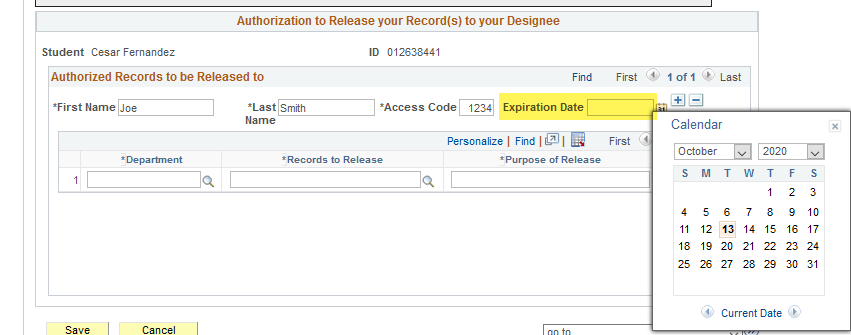 Authorization to Release your Record(s) to your Designee
Student Cesar Fernandez ID 012638441
Authorized Records to be Released to Find First 1 of 1 Last
*First Name Joe *Last Name Smith *Access Code 1234 Expiration Date 31
Personalize | Find | | First
*Department *Records to Release *Purpose of Release
1
Calendar
October 2020
S M T W T F S
1 2 3
4 5 6 7 8 9 10
11 12 13 14 15 16 17
18 19 20 21 22 23 24
25 26 27 28 29 30 31
Current Date
Save Cancel go to